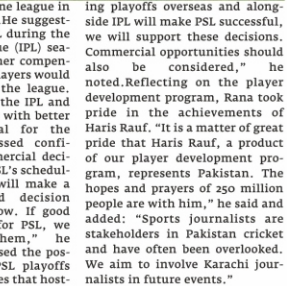 ne league in
He suggest-
L during the
ue (IPL) sea-
her compen-
ayers would
the league.
the IPL and
with better
al for the
ssed confi-
mercial deci-
SL's schedul-
will make a
d decision
ow. If good
for PSL, we
hem," he
sed the pos-
PSL playoffs
es that host-
ing playoffs overseas and along-
side IPL will make PSL successful,
we will support these decisions.
Commercial opportunities should
also be considered," he
noted.Reflecting on the player
development program, Rana took
pride in the achievements of
Haris Rauf. "It is a matter of great
pride that Haris Rauf, a product
of our player development pro-
gram, represents Pakistan. The
hopes and prayers of 250 million
people are with him," he said and
added: "Sports journalists are
stakeholders in Pakistan cricket
and have often been overlooked.
We aim to involve Karachi jour-
nalists in future events."